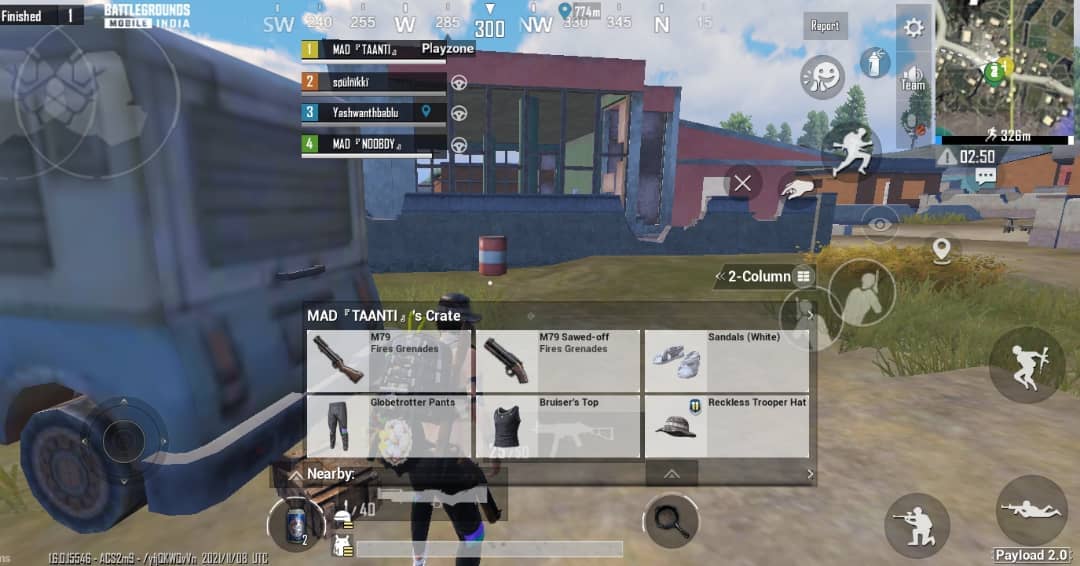 Finished 1
BATTLEGROUNDS
MOBILE INDIA
SW 240 255 W 285 300 NW 330 345 N 15
774m
Report
1 MAD TAANTI Playzone
2 søulnikki
3 Yashwanthbablu
4 MAD NOOBDY
Team
326m
02:50
2-Column
MAD TAANTI 's Crate
M79
Fires Grenades
M79 Sawed-off
Fires Grenades
Sandals (White)
Globetrotter Pants
Bruiser's Top
Reckless Trooper Hat
Nearby:
/40
2
Payload 2.0
2021/11/08 UTC